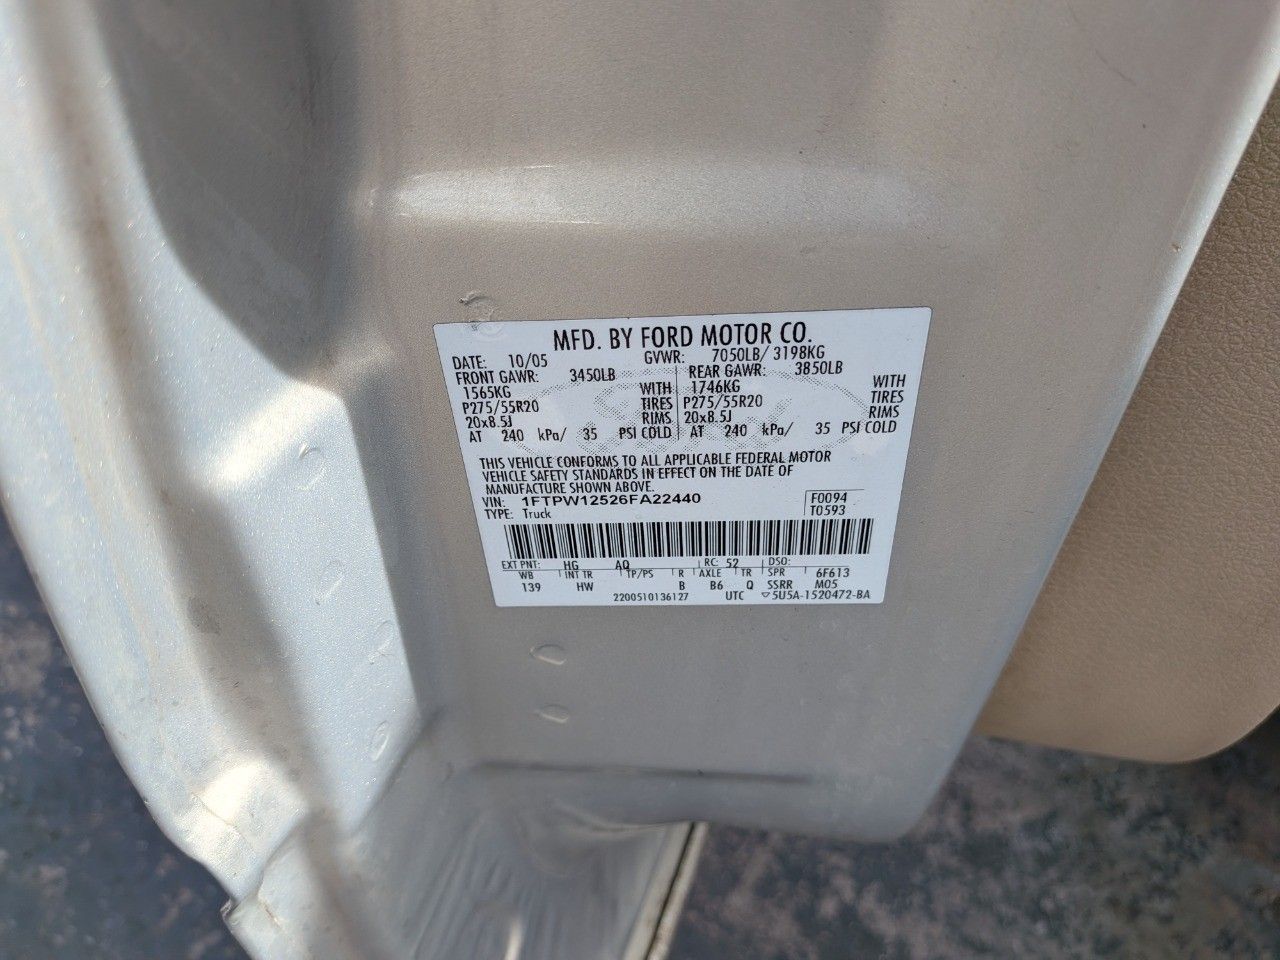 MFD. BY FORD MOTOR CO.
DATE: 10/05 GVWR: 7050LB/ 3198KG
FRONT GAWR: 3450LB REAR GAWR: 3850LB
1565KG WITH 1746KG WITH
P275/55R20 TIRES P275/55R20 TIRES
20x8.5J RIMS 20x8.5J RIMS
AT 240 kPa/ 35 PSI COLD AT 240 kPa/ 35 PSI COLD
THIS VEHICLE CONFORMS TO ALL APPLICABLE FEDERAL MOTOR
VEHICLE SAFETY STANDARDS IN EFFECT ON THE DATE OF
MANUFACTURE SHOWN ABOVE.
VIN: 1FTPW12526FA22440 F0094
TYPE: Truck T0593
EXT PNT: HG AQ RC: 52 DSO:
WB INT TR TP/PS R AXLE TR SPR 6F613
139 HW B B6 Q SSRR M05
2200510136127 UTC ▽5U5A-1520472-BA